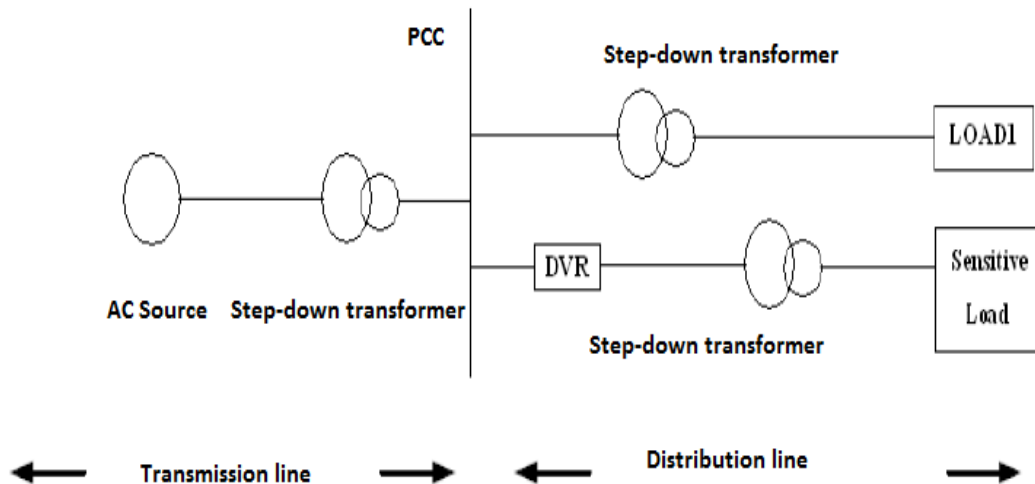 PCC
Step-down transformer
LOAD1
DVR
Sensitive
Load
AC Source
Step-down transformer
Step-down transformer
Transmission line
Distribution line